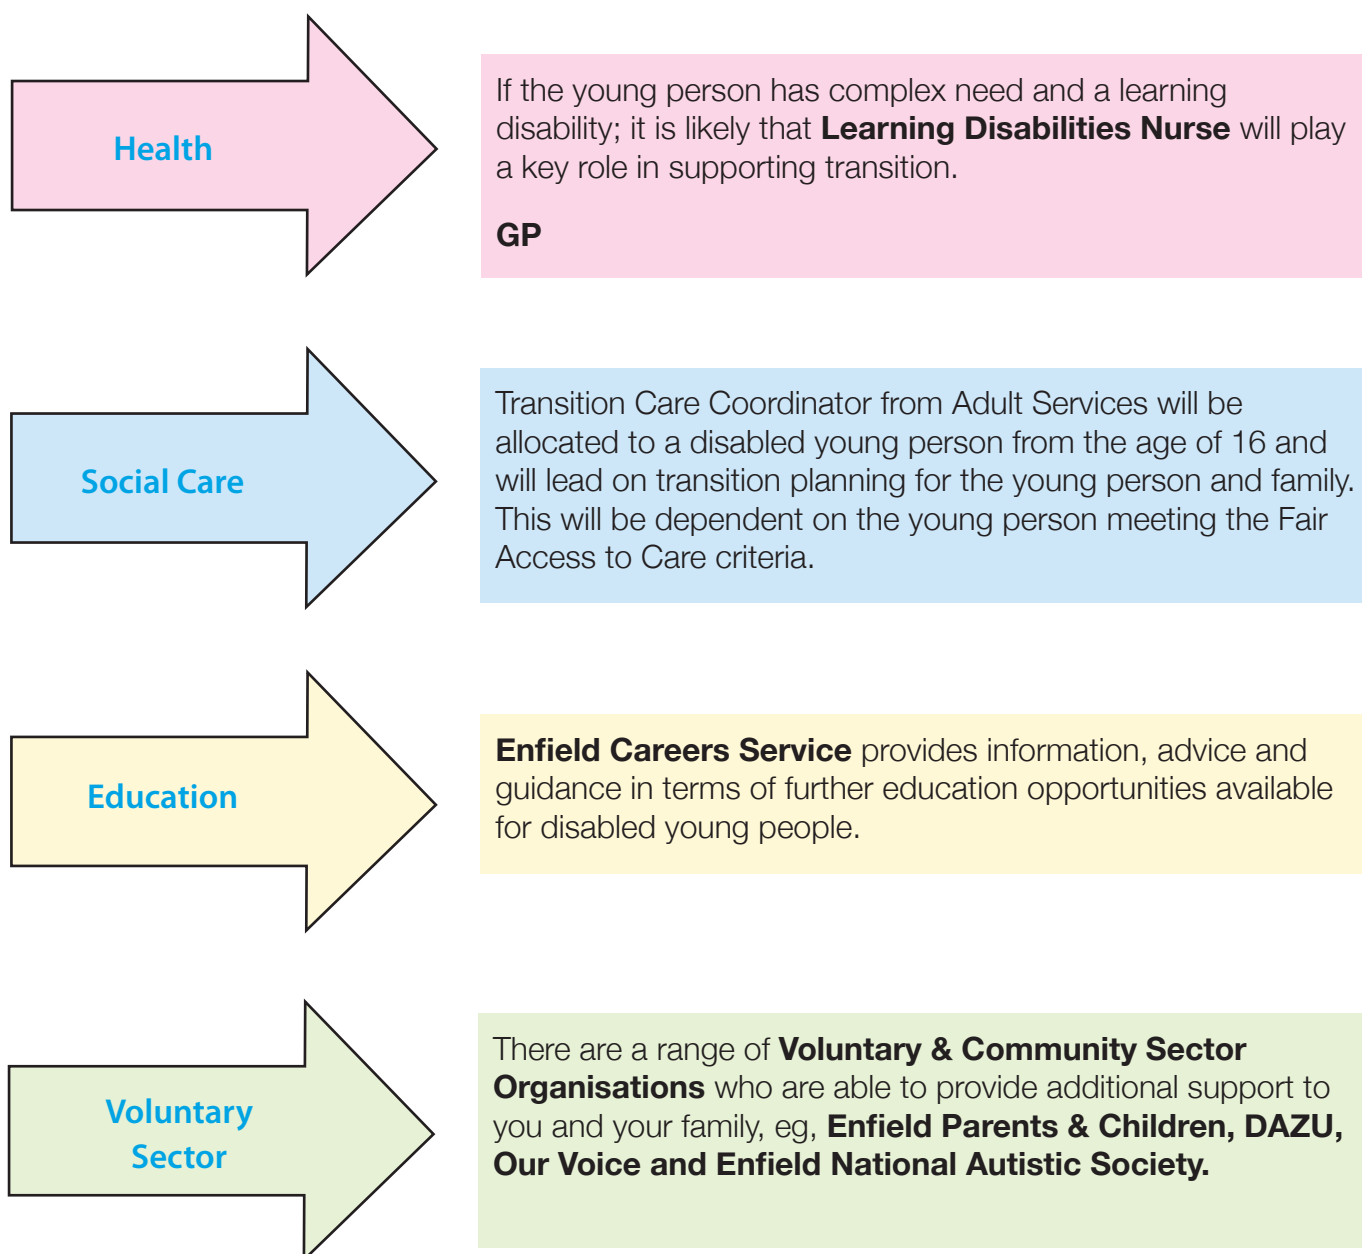 Health
If the young person has complex need and a learning
disability; it is likely that Learning Disabilities Nurse will play
a key role in supporting transition.
GP
Social Care
Transition Care Coordinator from Adult Services will be
allocated to a disabled young person from the age of 16 and
will lead on transition planning for the young person and family.
This will be dependent on the young person meeting the Fair
Access to Care criteria.
Education
Enfield Careers Service provides information, advice and
guidance in terms of further education opportunities available
for disabled young people.
Voluntary
Sector
There are a range of Voluntary & Community Sector
Organisations who are able to provide additional support to
you and your family, eg, Enfield Parents & Children, DAZU,
Our Voice and Enfield National Autistic Society.